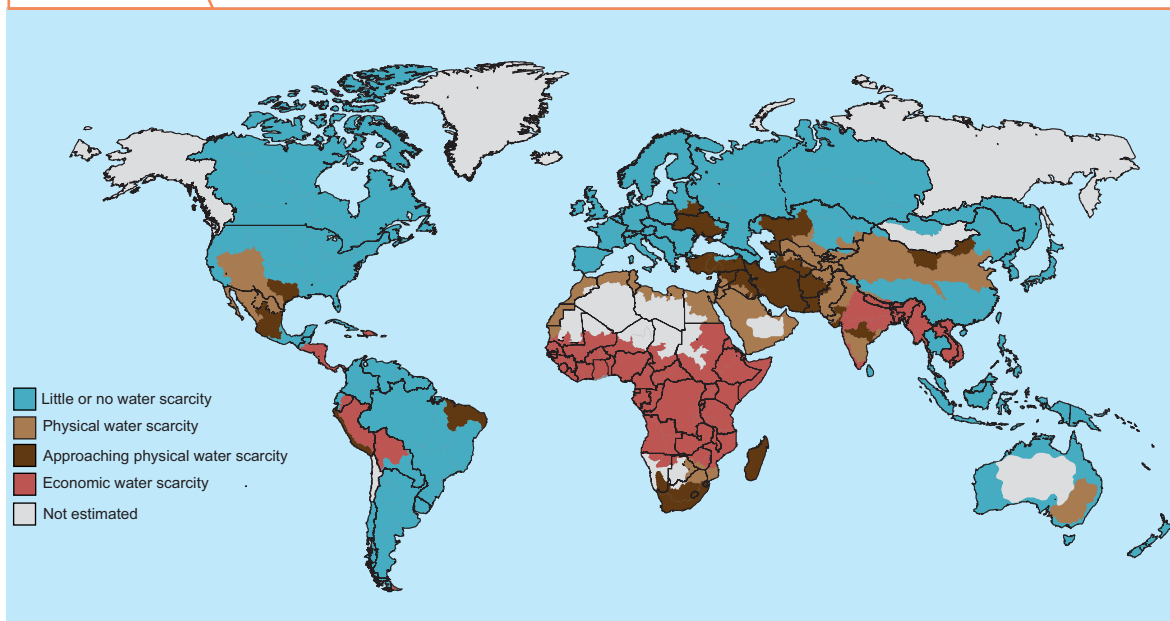 Little or no water scarcity
Physical water scarcity
Approaching physical water scarcity
Economic water scarcity
Not estimated